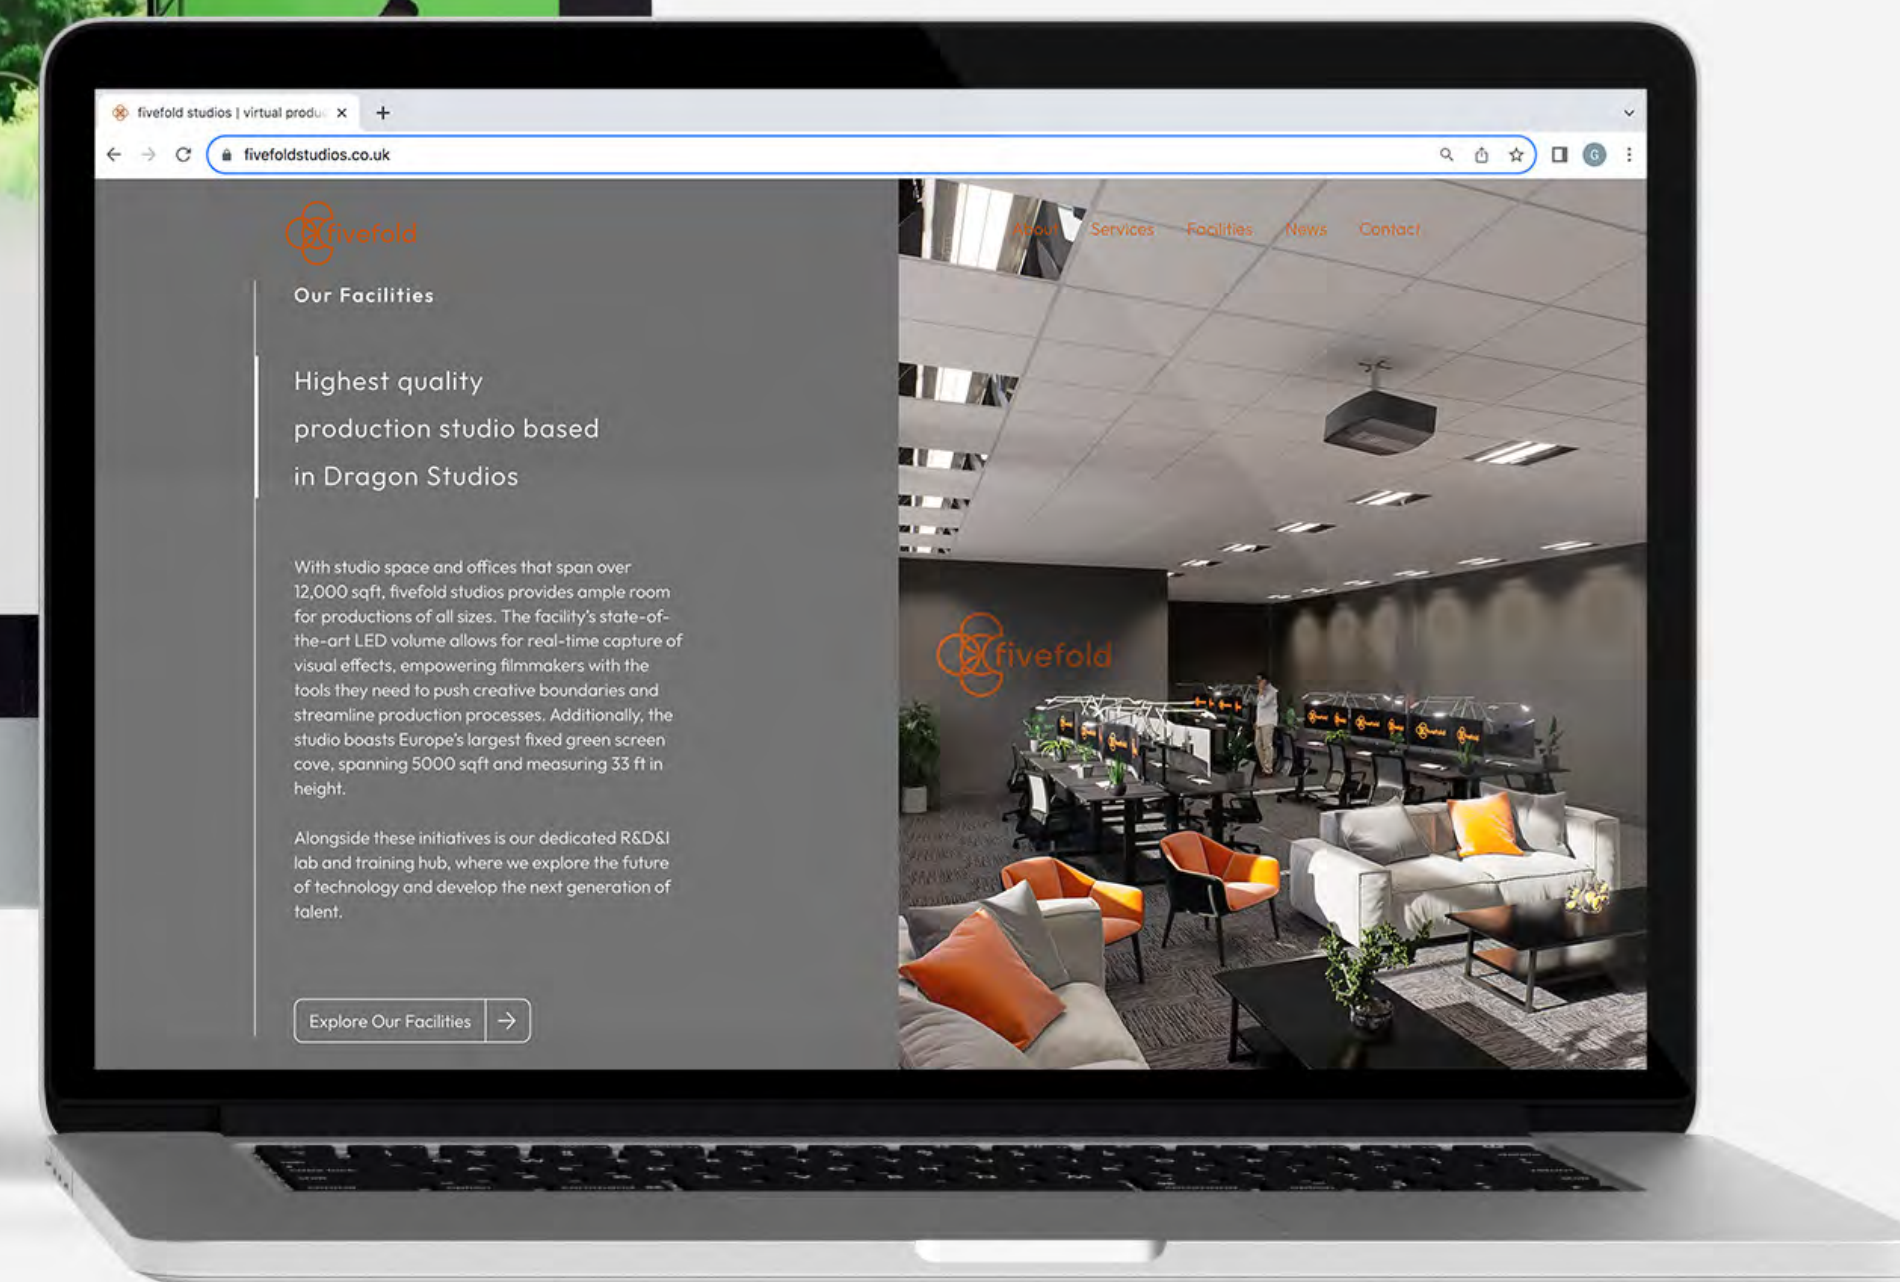 fivefold studios | virtual produc
fivefoldstudios.co.uk
G
fivefold
About
Services
Facilities
News
Contact
Our Facilities
Highest quality
production studio based
in Dragon Studios
With studio space and offices that span over
12,000 sqft, fivefold studios provides ample room
for productions of all sizes. The facility's state-of-
the-art LED volume allows for real-time capture of
visual effects, empowering filmmakers with the
tools they need to push creative boundaries and
streamline production processes. Additionally, the
studio boasts Europe's largest fixed green screen
cove, spanning 5000 sqft and measuring 33 ft in
height.
Alongside these initiatives is our dedicated R&D&I
lab and training hub, where we explore the future
of technology and develop the next generation of
talent.
Explore Our Facilities
fivefold